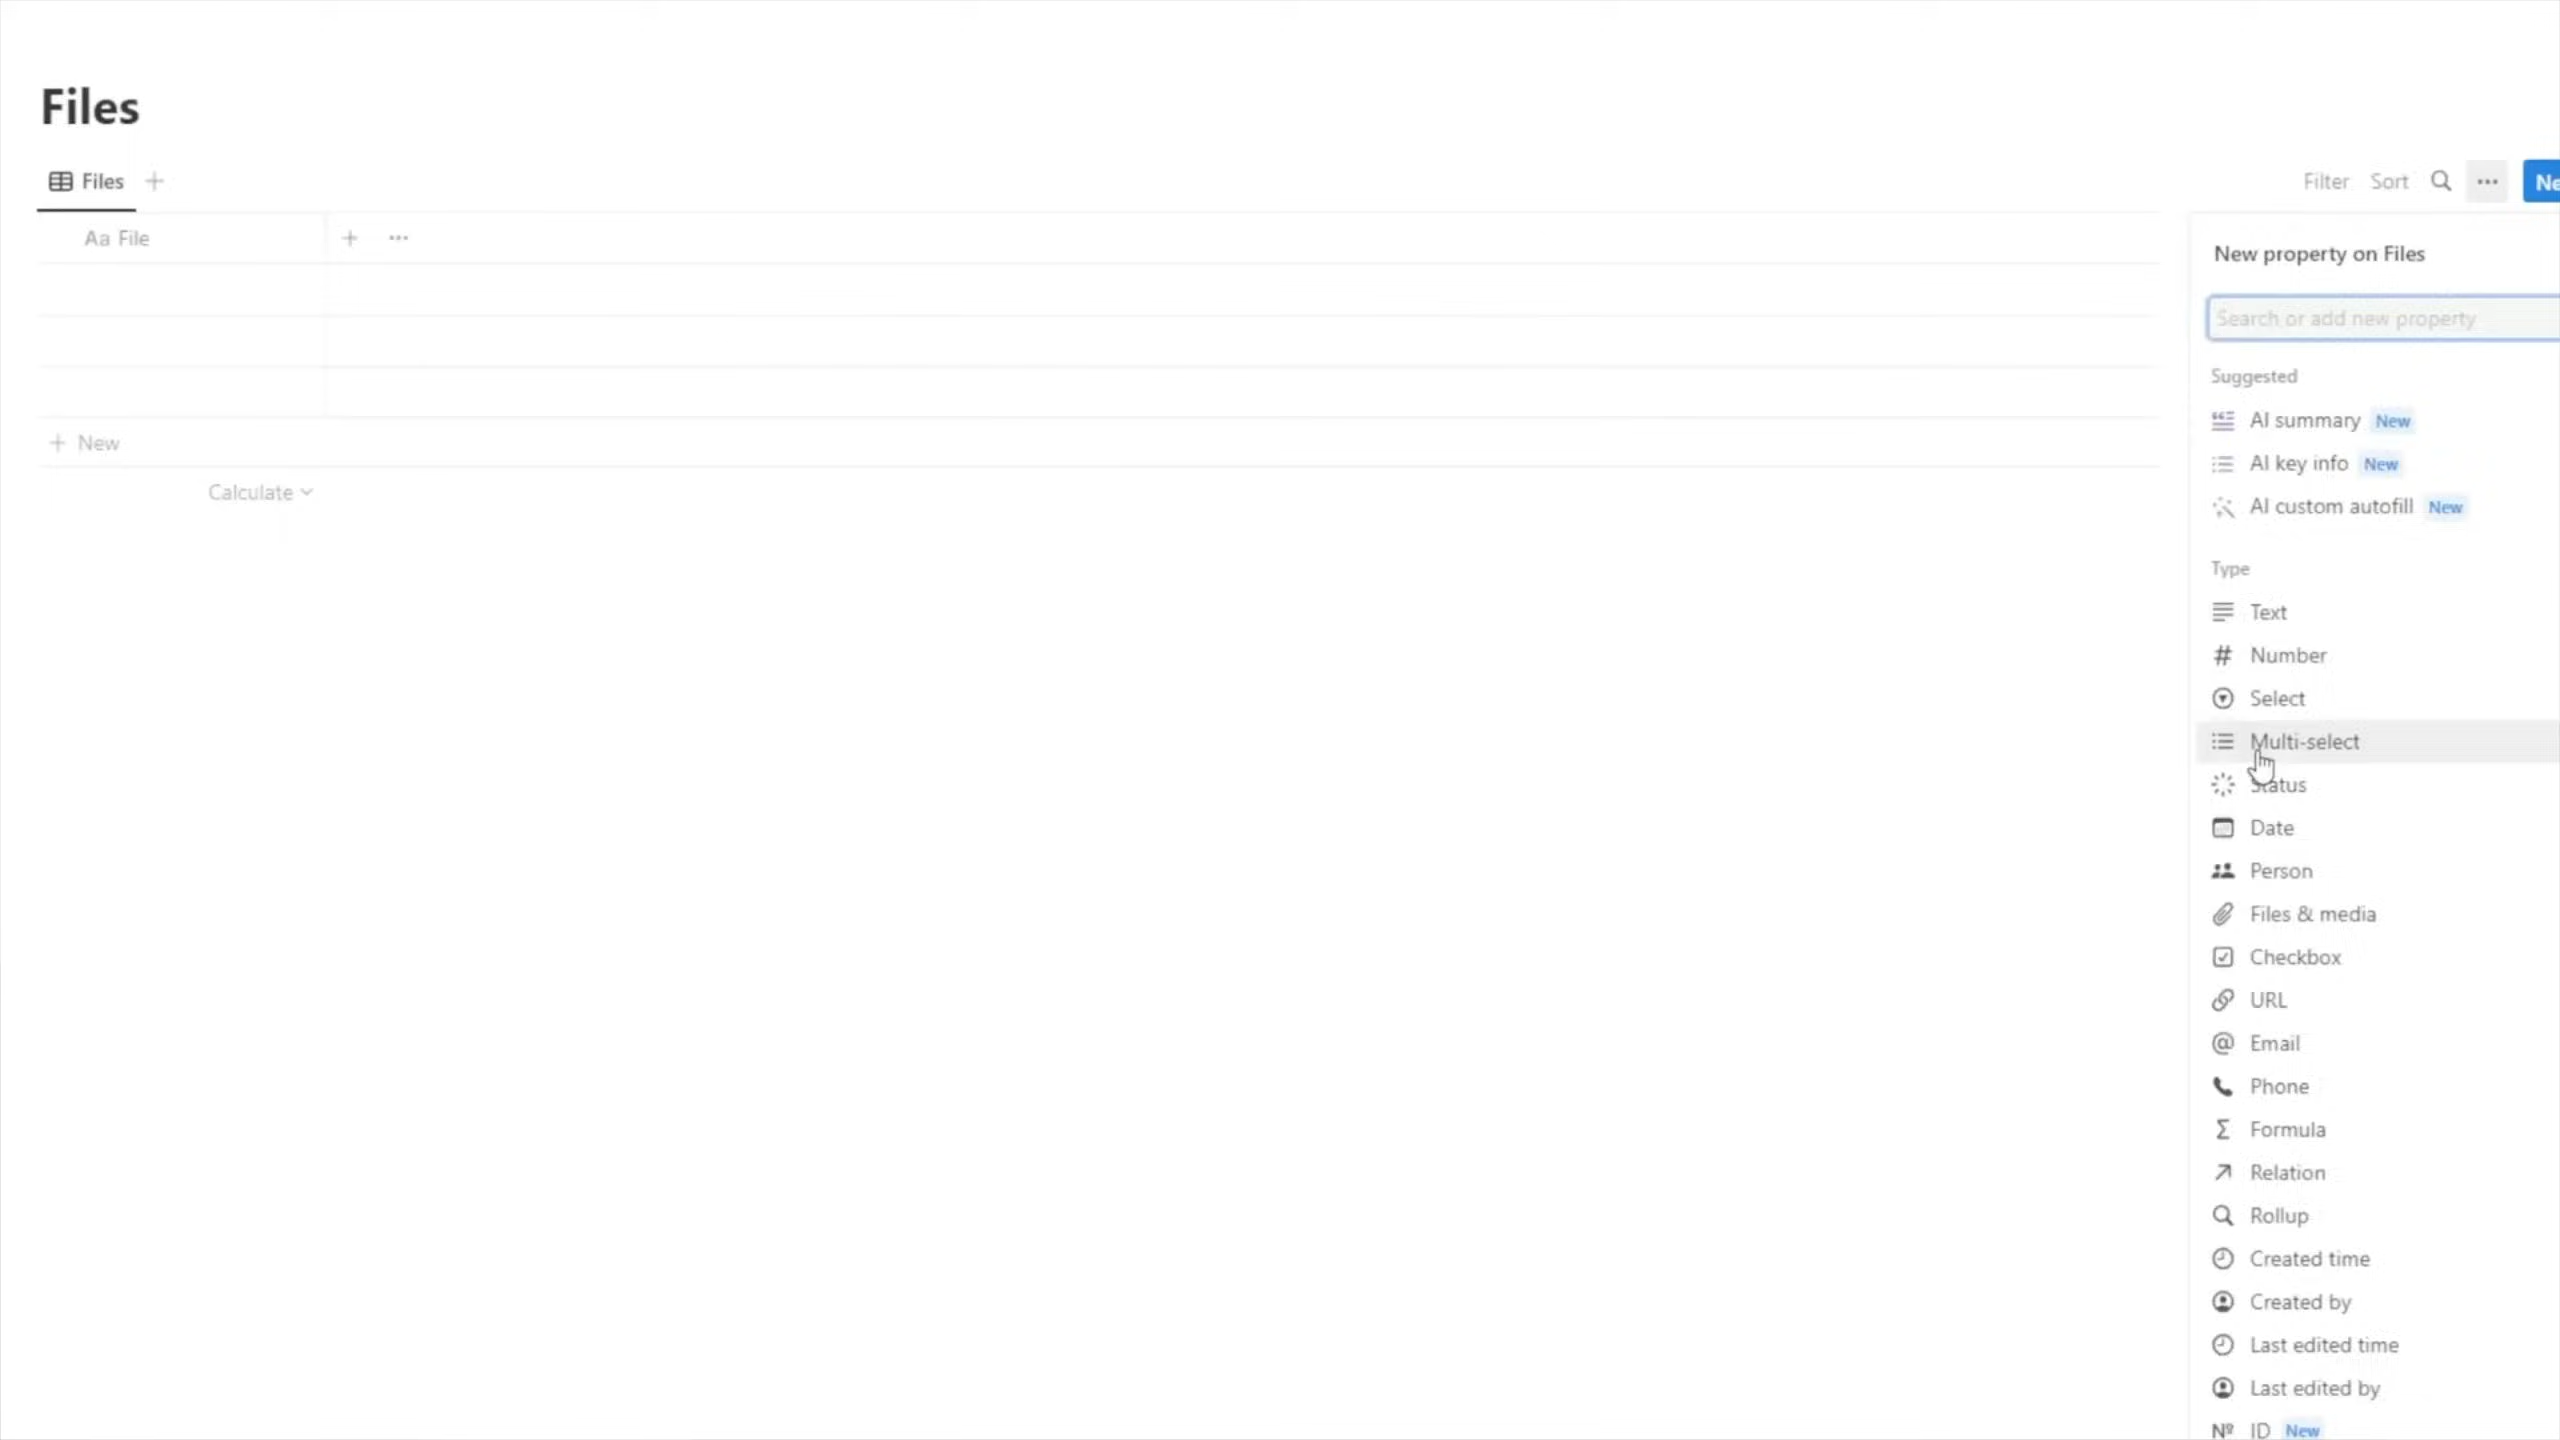 Files
Files
Filter Sort
Ne
Aa File
New
Calculate
New property on Files
Search or add new property
Suggested
AI summary New
AI key info New
AI custom autofill New
Type
Text
Number
Select
Multi-select
Status
Date
Person
Files & media
Checkbox
URL
Email
Phone
Formula
Relation
Rollup
Created time
Created by
Last edited time
Last edited by
Nº ID New